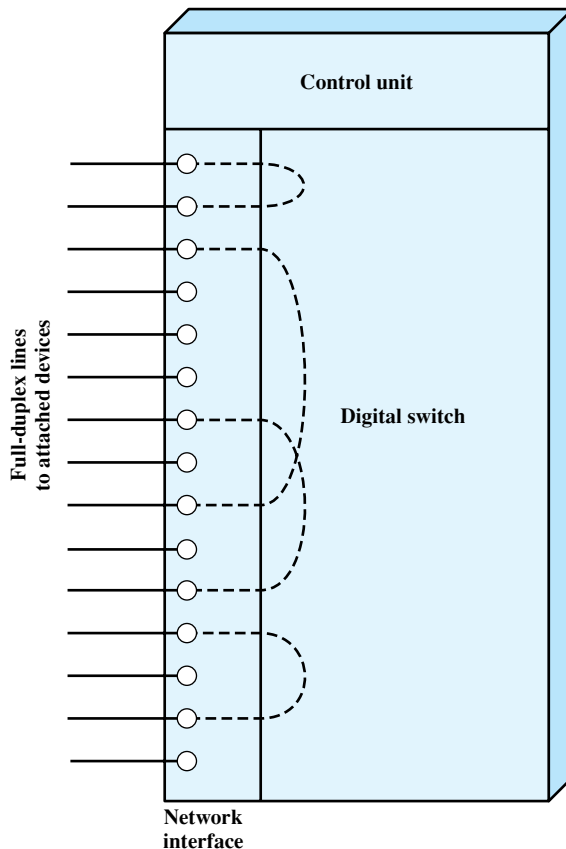 Control unit
Full-duplex lines
to attached devices
Digital switch
Network
interface